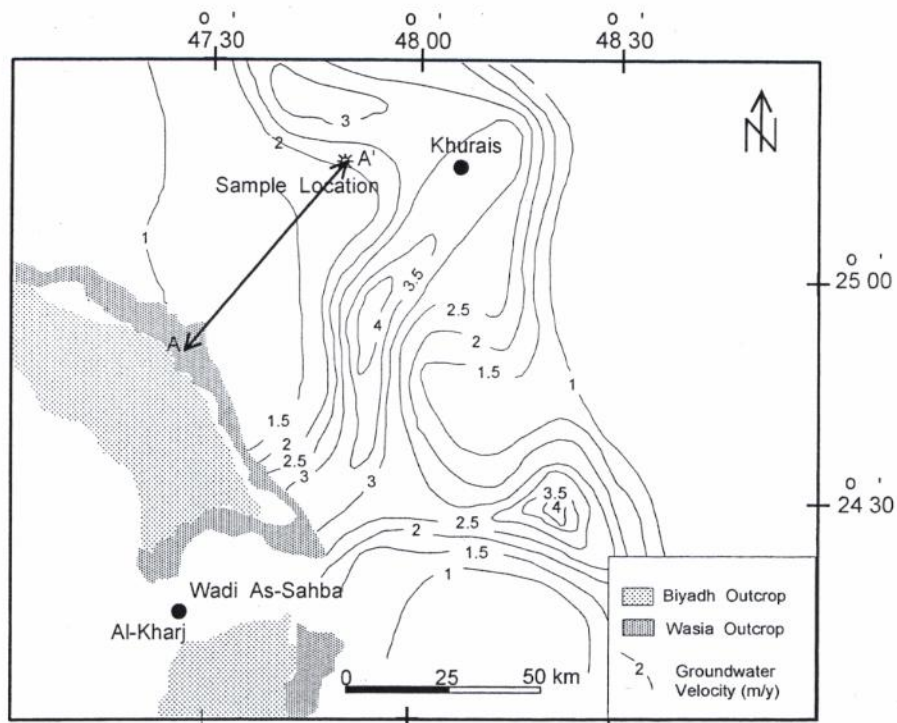 o ' o ' o '
47 30 48 00 48 30
N
3
2
A'
Khurais
Sample Location
1
o '
25 00
3.5
2.5
4
2
A
1.5
1
1.5
2
2.5
3
3
o '
24 30
3.5
4
2.5
2
1.5
1
Wadi As-Sahba
Al-Kharj
0 25 50 km
Biyadh Outcrop
Wasia Outcrop
2 Groundwater
Velocity (m/y)